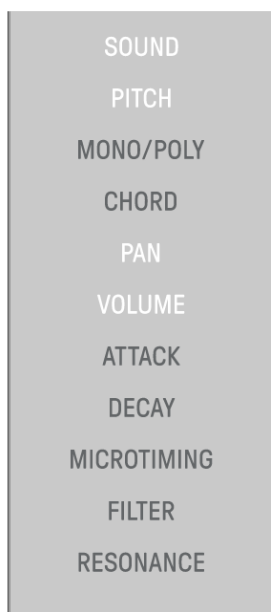 SOUND
PITCH
MONO/POLY
CHORD
PAN
VOLUME
ATTACK
DECAY
MICROTIMING
FILTER
RESONANCE